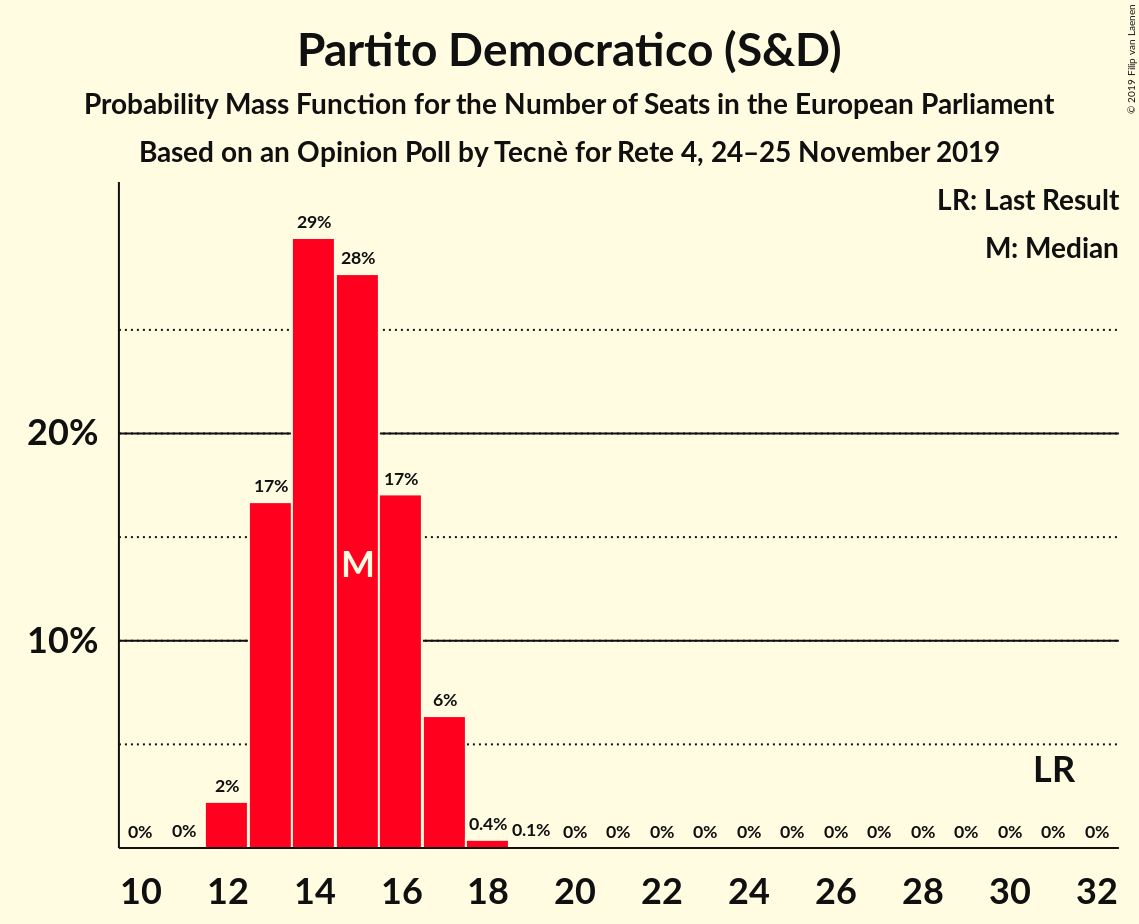 © 2019 Filip van Laenen
Partito Democratico (S&D)
Probability Mass Function for the Number of Seats in the European Parliament
Based on an Opinion Poll by Tecnè for Rete 4, 24–25 November 2019
LR: Last Result
M: Median
29%
28%
20%
17%
17%
M
10%
6%
LR
2%
0% 0% 0.4% 0.1% 0% 0% 0% 0% 0% 0% 0% 0% 0% 0% 0% 0% 0%
10 12 14 16 18 20 22 24 26 28 30 32